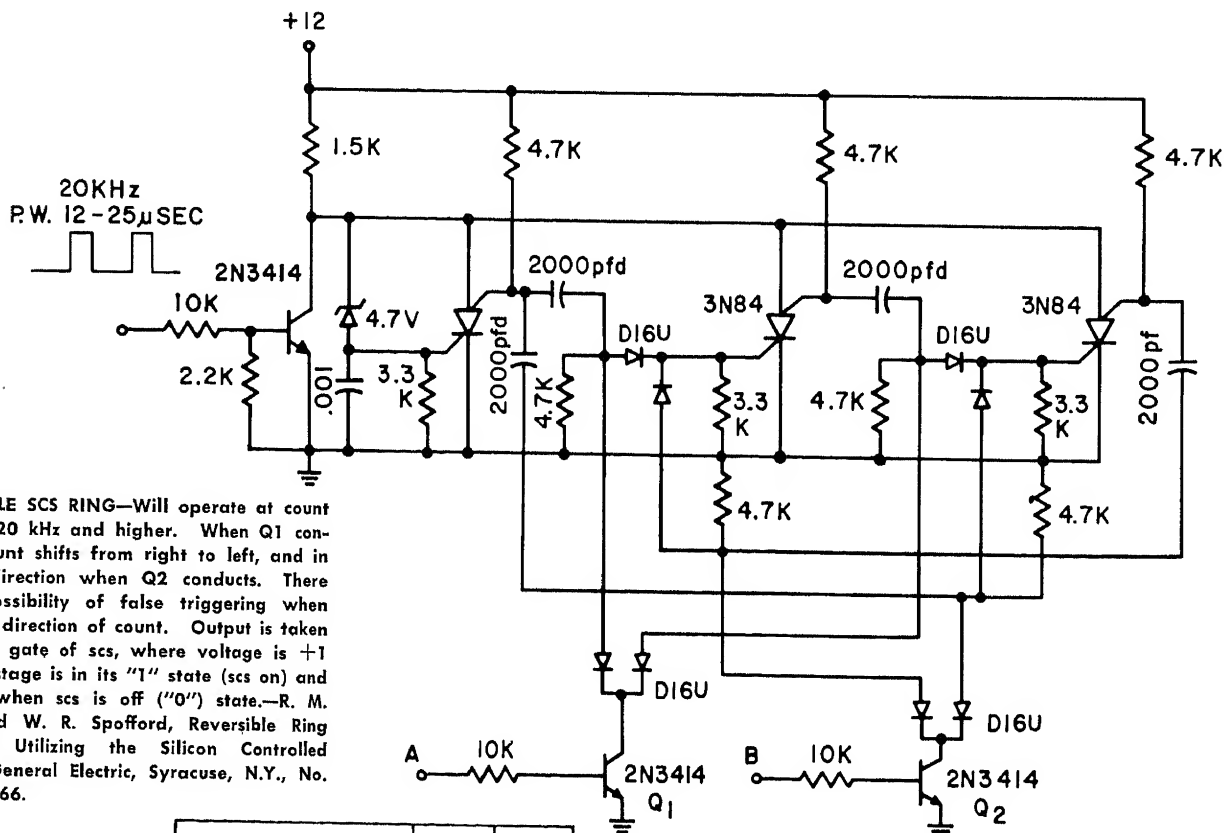 +12
1.5K
4.7K
4.7K
4.7K
20KHz
P.W. 12-25µSEC
2N3414
10K
2.2K
4.7V
.001
3.3
K
2000pfd
2000pfd
4.7K
D16U
3N84
3.3
K
2000pfd
4.7K
D16U
3N84
3.3
K
2000pf
4.7K
4.7K
LE SCS RING—Will operate at count
20 kHz and higher. When Q1 con-
unt shifts from right to left, and in
direction when Q2 conducts. There
ossibility of false triggering when
direction of count. Output is taken
gate of scs, where voltage is +1
stage is in its "1" state (scs on) and
when scs is off ("0") state.—R. M.
d W. R. Spofford, Reversible Ring
Utilizing the Silicon Controlled
General Electric, Syracuse, N.Y., No.
66.
D16U
D16U
A
10K
2N3414
Q1
B
10K
2N3414
Q2